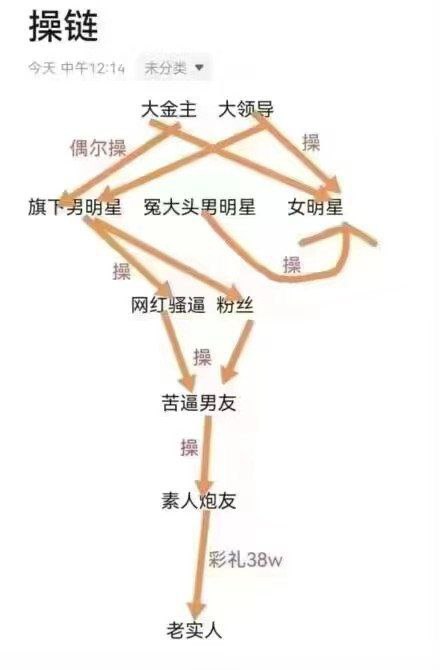 操链
今天 中午12:14 未分类
大金主 大领导
偶尔操 操
旗下男明星 冤大头男明星 女明星
操 操
网红骚逼 粉丝
操
苦逼男友
操
素人炮友
彩礼38w
老实人